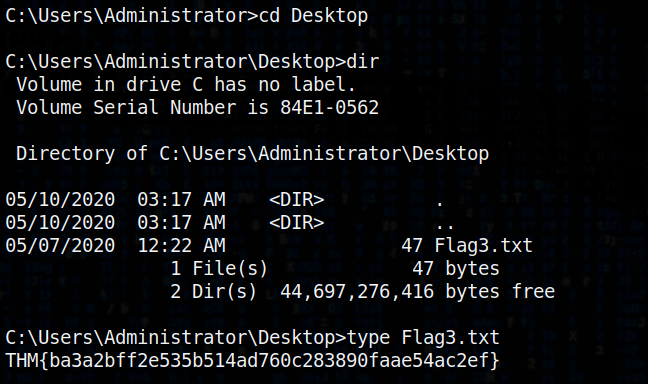 C:\Users\Administrator>cd Desktop
C:\Users\Administrator\Desktop>dir
 Volume in drive C has no label.
 Volume Serial Number is 84E1-0562
 Directory of C:\Users\Administrator\Desktop
05/10/2020  03:17 AM    <DIR>          .
05/10/2020  03:17 AM    <DIR>          ..
05/07/2020  12:22 AM                47 Flag3.txt
               1 File(s)             47 bytes
               2 Dir(s)  44,697,276,416 bytes free
C:\Users\Administrator\Desktop>type Flag3.txt
THM{ba3a2bff2e535b514ad760c283890faae54ac2ef}